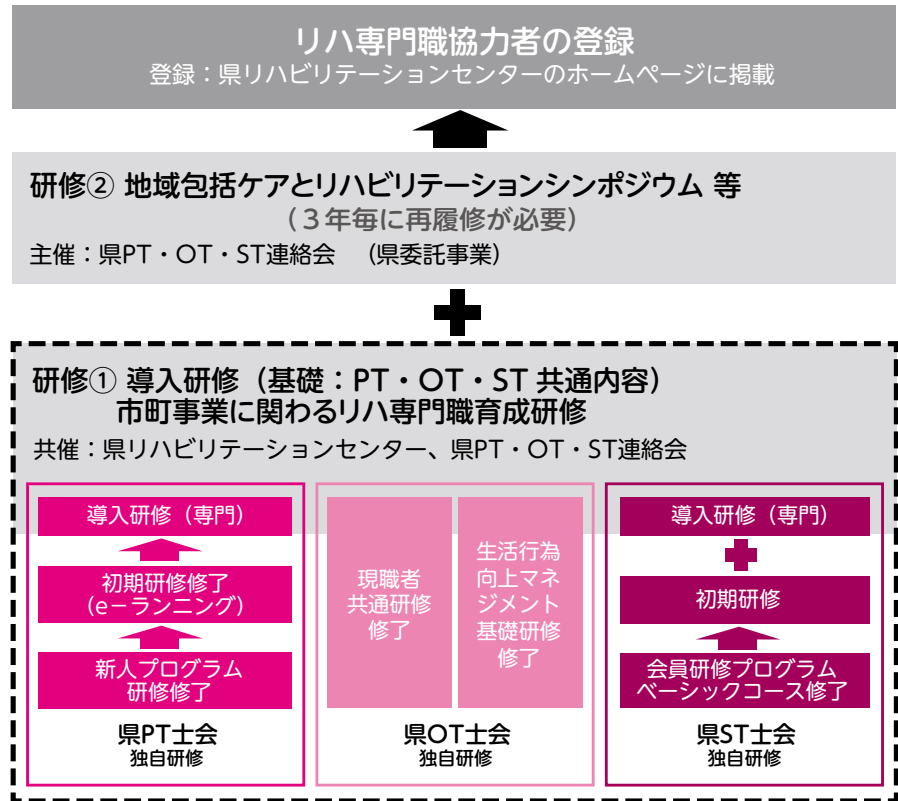 リハ専門職協力者の登録
登録：県リハビリテーションセンターのホームページに掲載
研修② 地域包括ケアとリハビリテーションシンポジウム 等
（３年毎に再履修が必要）
主催：県PT・OT・ST連絡会　（県委託事業）
研修① 導入研修（基礎：PT・OT・ST 共通内容）
市町事業に関わるリハ専門職育成研修
共催：県リハビリテーションセンター、県PT・OT・ST連絡会
導入研修（専門）
初期研修修了
(e－ランニング)
新人プログラム
研修修了
県PT士会
独自研修
現職者
共通研修
修了
生活行為
向上マネ
ジメント
基礎研修
修了
県OT士会
独自研修
導入研修（専門）
初期研修
会員研修プログラム
ベーシックコース修了
県ST士会
独自研修